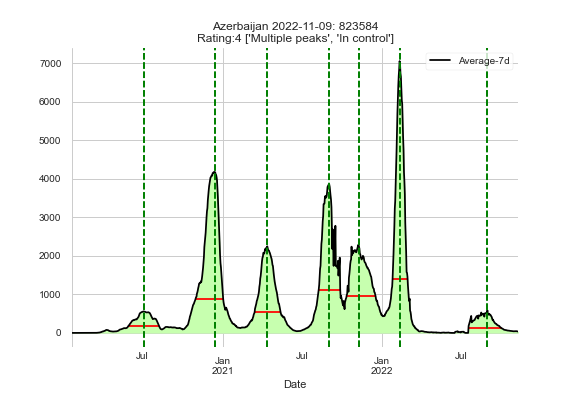 Azerbaijan 2022-11-09: 823584
Rating:4 ['Multiple peaks', 'In control']
Average-7d
7000
6000
5000
4000
3000
2000
1000
0
Jul
Jan
2021
Jul
Jan
2022
Jul
Date